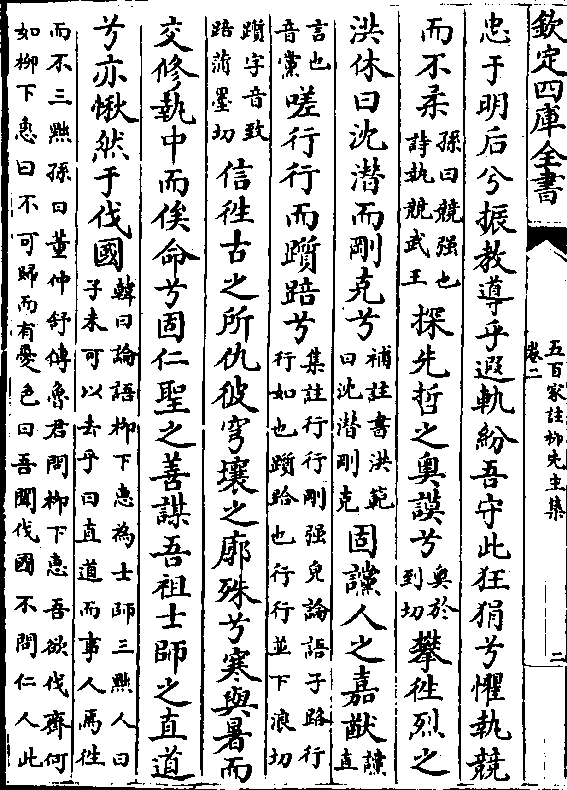 欽定四庫全書
五百家註柳先生集
卷二
二
忠于明后兮振教導乎遐軌紛吾守此狂狷兮懼執競
而不柔孫曰競强也詩執競武王探先哲之奥謨兮奥於到切攀徃烈之
洪休曰沈潜而剛克兮補註書洪範曰沈潜剛克固讜人之嘉猷讜直
言也音黨嗟行行而躓踣兮集註行行剛强皃論語子路行行如也躓跲也行行並下浪切
躓字音致踣蒲墨切信徃古之所仇彼穹壤之廓殊兮寒與暑而
交修執中而俟命兮固仁聖之善謀吾祖士師之直道
兮亦愀然于伐國韓曰論語柳下惠為士師三黜人曰子未可以去乎曰直道而事人焉徃
而不三黜孫曰董仲舒傳魯君問柳下惠吾欲伐齊何
如柳下惠曰不可歸而有憂色曰吾聞伐國不問仁人此